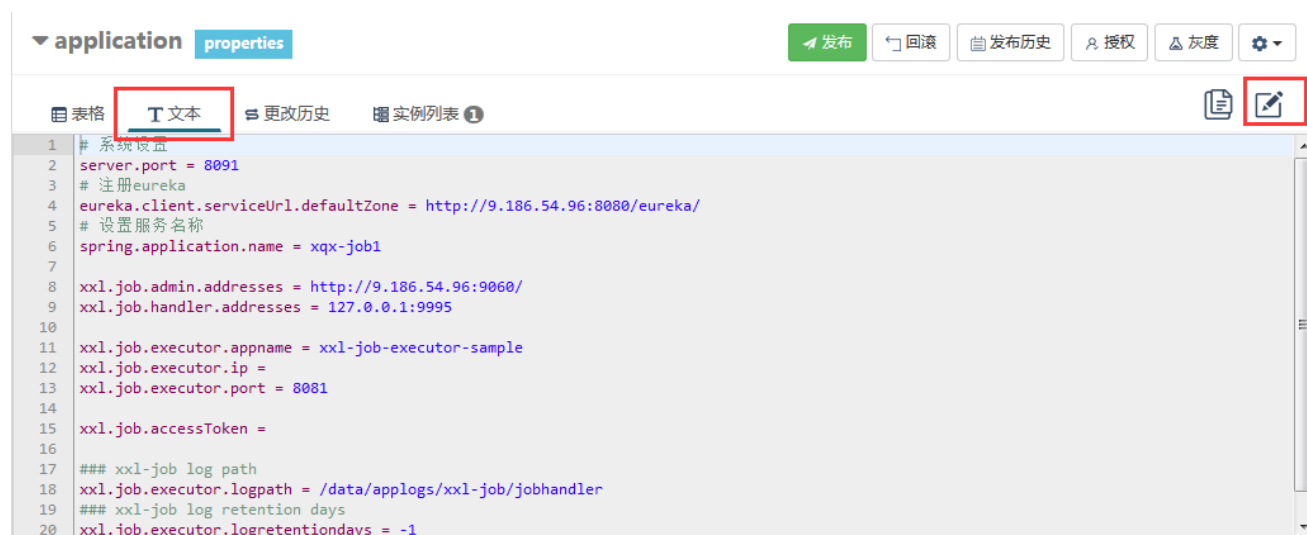 application properties 发布 回滚 发布历史 授权 灰度
表格 T 文本 更改历史 实例列表 1
1 # 系统设置
2 server.port = 8091
3 # 注册eureka
4 eureka.client.serviceUrl.defaultZone = http://9.186.54.96:8080/eureka/
5 # 设置服务名称
6 spring.application.name = xqx-job1
7
8 xxl.job.admin.addresses = http://9.186.54.96:9060/
9 xxl.job.handler.addresses = 127.0.0.1:9995
10
11 xxl.job.executor.appname = xxl-job-executor-sample
12 xxl.job.executor.ip =
13 xxl.job.executor.port = 8081
14
15 xxl.job.accessToken =
16
17 ### xxl-job log path
18 xxl.job.executor.logpath = /data/applogs/xxl-job/jobhandler
19 ### xxl-job log retention days
20 xxl.job.executor.logretentiondays = -1